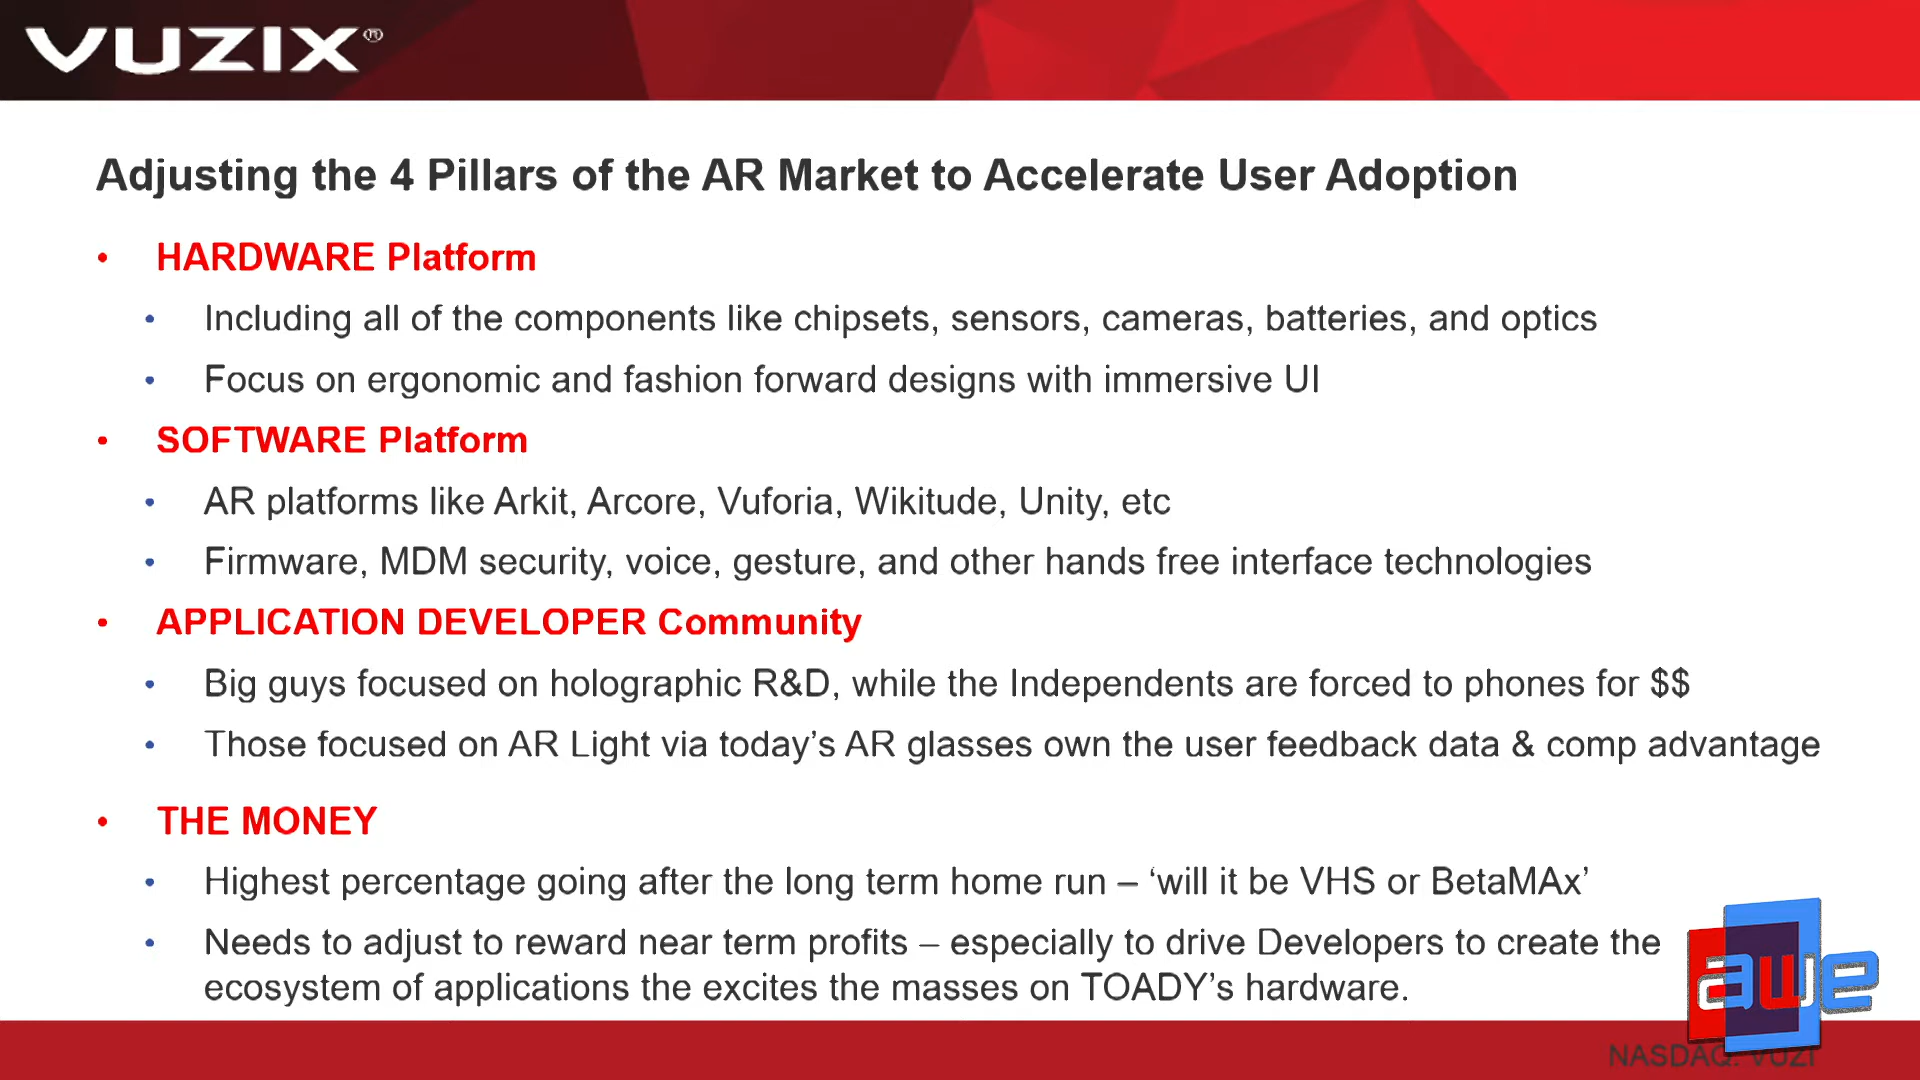 VUZIX®
Adjusting the 4 Pillars of the AR Market to Accelerate User Adoption
• HARDWARE Platform
• Including all of the components like chipsets, sensors, cameras, batteries, and optics
• Focus on ergonomic and fashion forward designs with immersive UI
• SOFTWARE Platform
• AR platforms like Arkit, Arcore, Vuforia, Wikitude, Unity, etc
• Firmware, MDM security, voice, gesture, and other hands free interface technologies
• APPLICATION DEVELOPER Community
• Big guys focused on holographic R&D, while the Independents are forced to phones for $$
• Those focused on AR Light via today’s AR glasses own the user feedback data & comp advantage
• THE MONEY
• Highest percentage going after the long term home run – ‘will it be VHS or BetaMAx’
• Needs to adjust to reward near term profits – especially to drive Developers to create the
ecosystem of applications the excites the masses on TOADY’s hardware.
awe
NASDAQ: VUZI